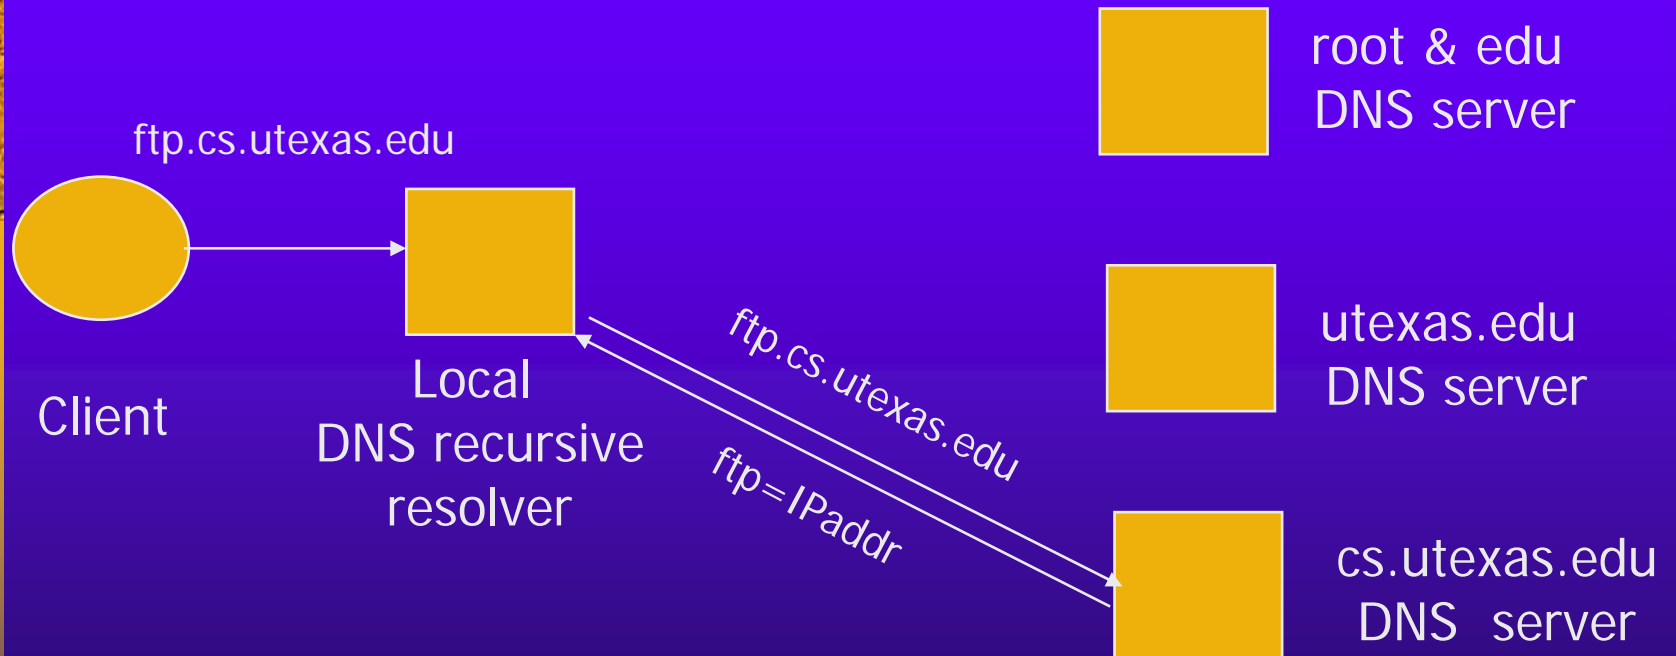 root & edu
DNS server
ftp.cs.utexas.edu
utexas.edu
DNS server
ftp.cs.utexas.edu
Client
Local
DNS recursive
resolver
ftp=IPaddr
cs.utexas.edu
DNS server